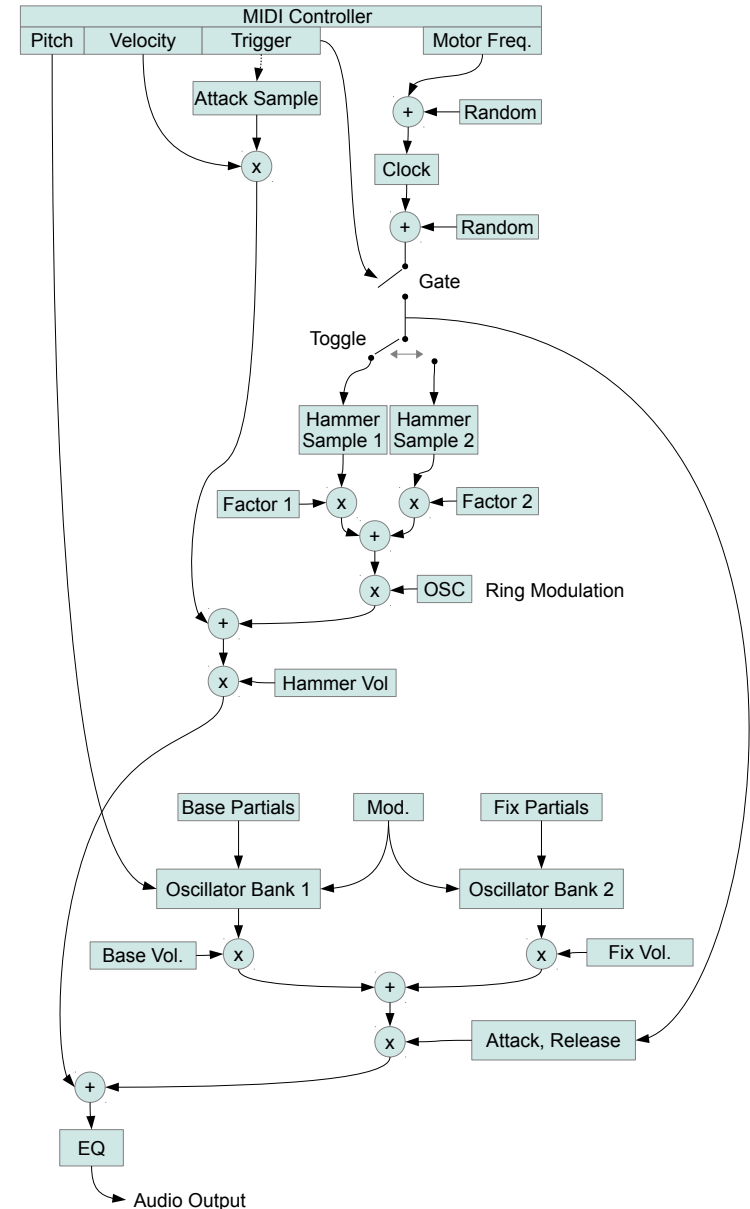 MIDI Controller
Pitch
Velocity
Trigger
Motor Freq.
Attack Sample
+
Random
x
Clock
+
Random
Gate
Toggle
Hammer
Sample 1
Hammer
Sample 2
Factor 1
x
x
Factor 2
+
x
OSC
Ring Modulation
+
x
Hammer Vol
Base Partials
Mod.
Fix Partials
Oscillator Bank 1
Oscillator Bank 2
Base Vol.
x
x
Fix Vol.
+
x
Attack, Release
+
EQ
Audio Output